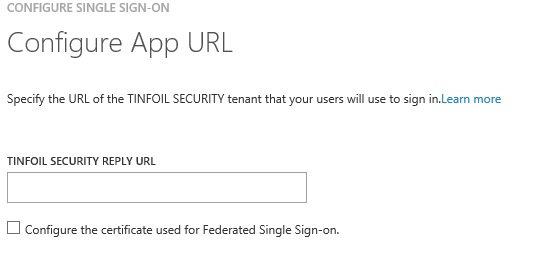 CONFIGURE SINGLE SIGN-ON
Configure App URL
Specify the URL of the TINFOIL SECURITY tenant that your users will use to sign in.Learn more
TINFOIL SECURITY REPLY URL
Configure the certificate used for Federated Single Sign-on.